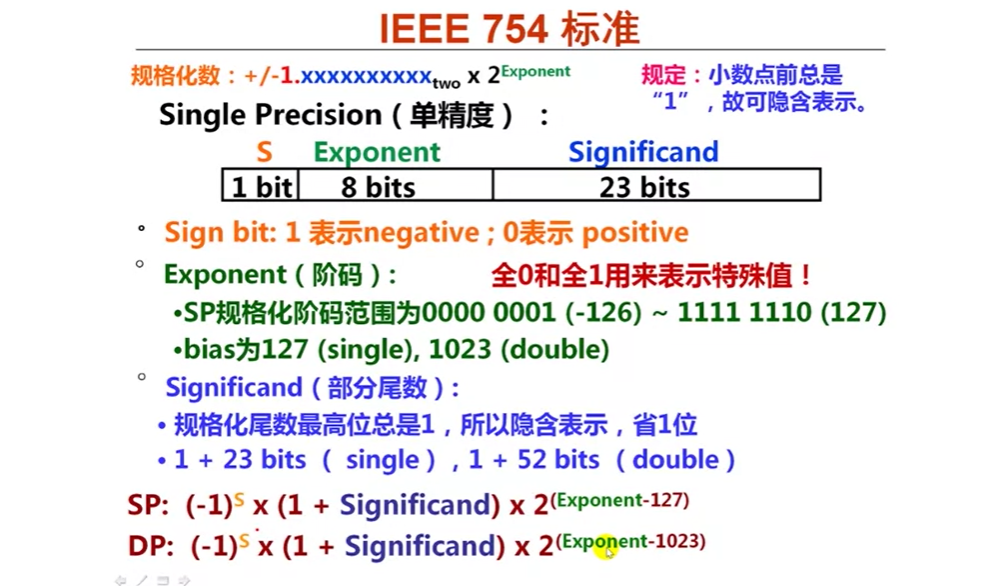 IEEE 754 标准
规格化数：+/-1.xxxxxxxxxxtwo x 2Exponent
规定：小数点前总是
“1”，故可隐含表示。
Single Precision（单精度）：
S Exponent Significand
1 bit 8 bits 23 bits
° Sign bit: 1 表示negative ; 0表示 positive
° Exponent（阶码）: 全0和全1用来表示特殊值！
•SP规格化阶码范围为0000 0001 (-126) ~ 1111 1110 (127)
•bias为127 (single), 1023 (double)
° Significand（部分尾数）:
• 规格化尾数最高位总是1，所以隐含表示，省1位
• 1 + 23 bits（ single），1 + 52 bits （double）
SP: (-1)S x (1 + Significand) x 2(Exponent-127)
DP: (-1)S x (1 + Significand) x 2(Exponent-1023)